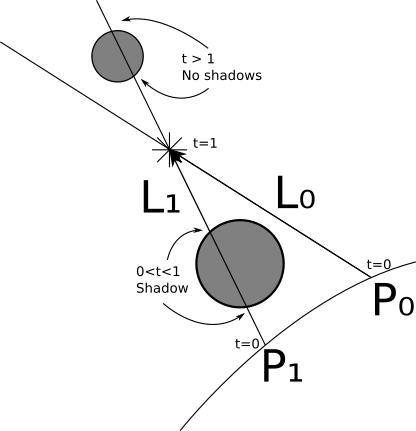 t > 1
No shadows
t=1
L1
L0
0<t<1
Shadow
t=0
P0
t=0
P1